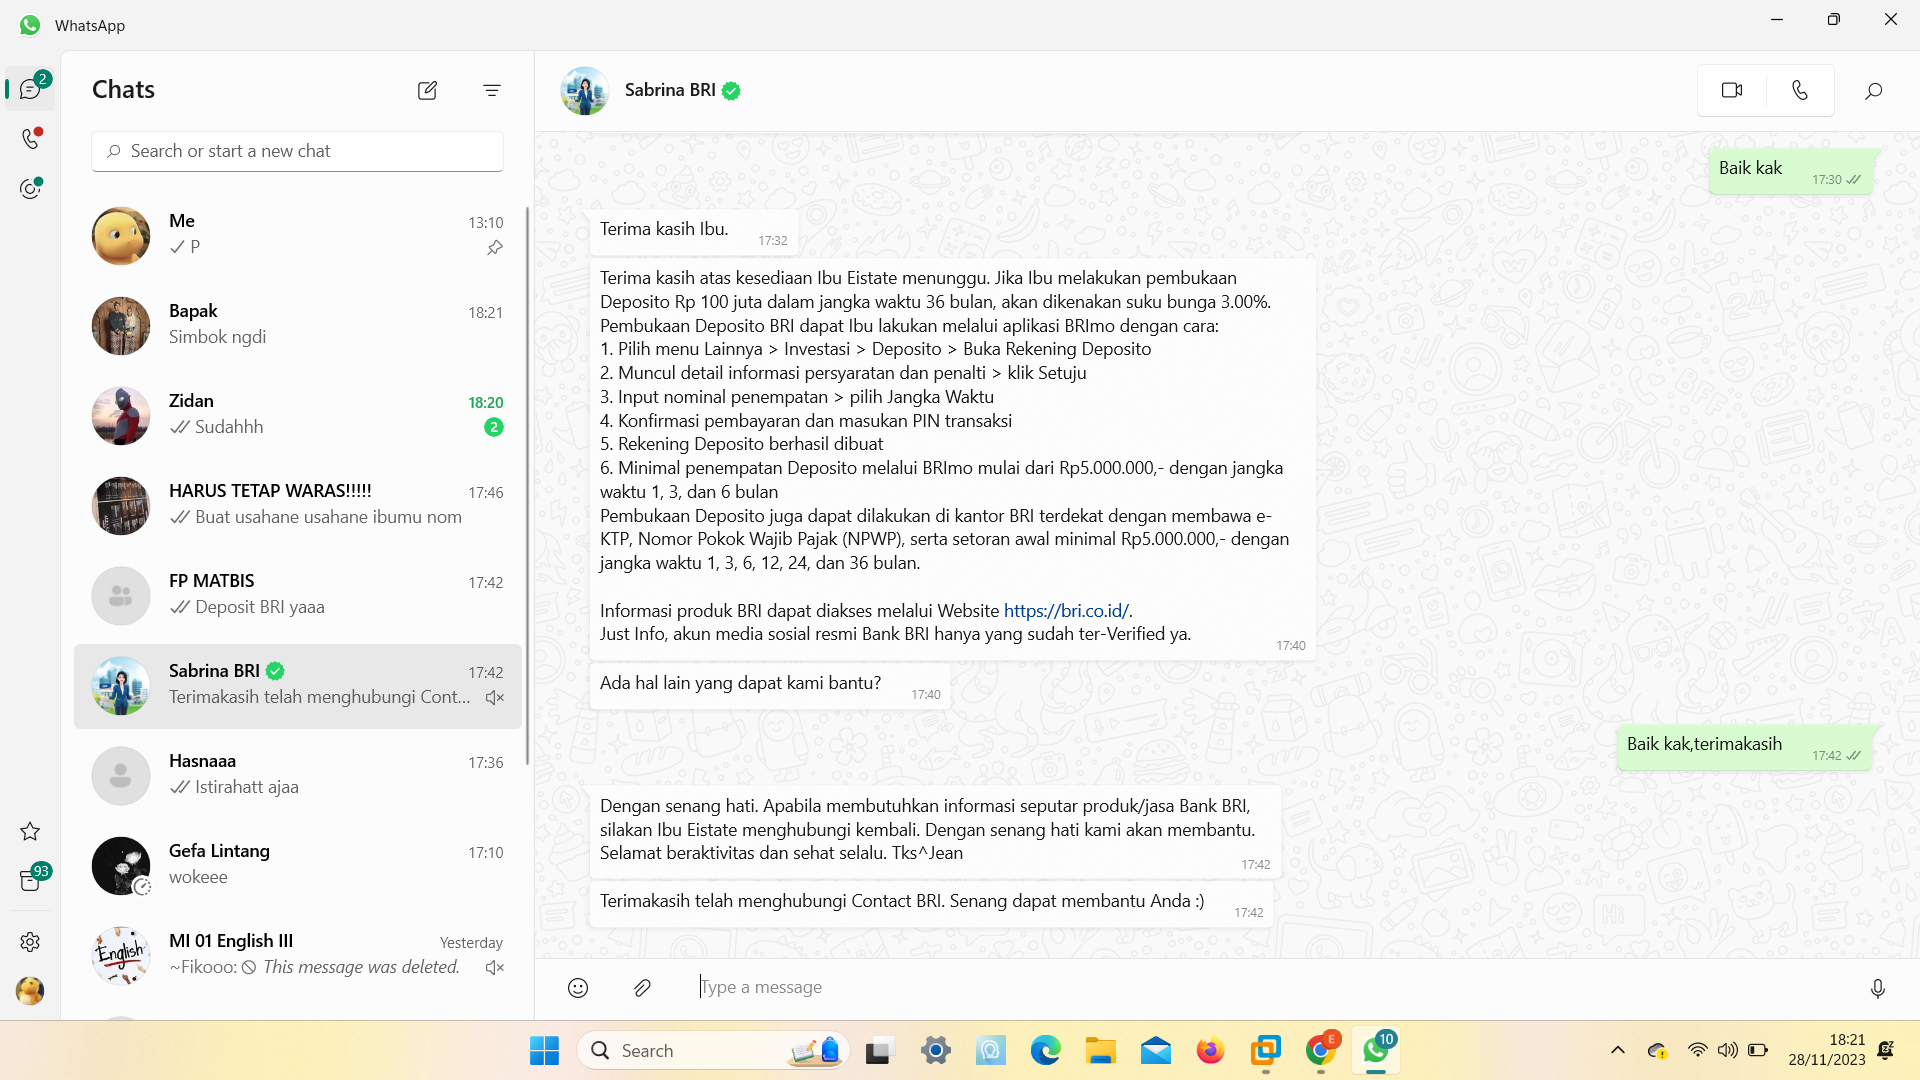 WhatsApp
2
Chats
Search or start a new chat
Me
13:10
P
Bapak
18:21
Simbok ngdi
Zidan
18:20
Sudahhh
2
HARUS TETAP WARAS!!!!!
17:46
Buat usahane usahane ibumu nom
FP MATBIS
17:42
Deposit BRI yaaa
Sabrina BRI
17:42
Terimakasih telah menghubungi Cont...
Hasnaaa
17:36
Istirahatt ajaa
Gefa Lintang
17:10
wokeee
MI 01 English III
Yesterday
English
~Fikooo: This message was deleted.
93
Sabrina BRI
Baik kak
17:30
Terima kasih Ibu.
17:32
Terima kasih atas kesediaan Ibu Eistate menunggu. Jika Ibu melakukan pembukaan
Deposito Rp 100 juta dalam jangka waktu 36 bulan, akan dikenakan suku bunga 3.00%.
Pembukaan Deposito BRI dapat Ibu lakukan melalui aplikasi BRImo dengan cara:
1. Pilih menu Lainnya > Investasi > Deposito > Buka Rekening Deposito
2. Muncul detail informasi persyaratan dan penalti > klik Setuju
3. Input nominal penempatan > pilih Jangka Waktu
4. Konfirmasi pembayaran dan masukan PIN transaksi
5. Rekening Deposito berhasil dibuat
6. Minimal penempatan Deposito melalui BRImo mulai dari Rp5.000.000,- dengan jangka
waktu 1, 3, dan 6 bulan
Pembukaan Deposito juga dapat dilakukan di kantor BRI terdekat dengan membawa e-
KTP, Nomor Pokok Wajib Pajak (NPWP), serta setoran awal minimal Rp5.000.000,- dengan
jangka waktu 1, 3, 6, 12, 24, dan 36 bulan.
Informasi produk BRI dapat diakses melalui Website https://bri.co.id/.
Just Info, akun media sosial resmi Bank BRI hanya yang sudah ter-Verified ya.
17:40
Ada hal lain yang dapat kami bantu?
17:40
Baik kak,terimakasih
17:42
Dengan senang hati. Apabila membutuhkan informasi seputar produk/jasa Bank BRI,
silakan Ibu Eistate menghubungi kembali. Dengan senang hati kami akan membantu.
Selamat beraktivitas dan sehat selalu. Tks^Jean
17:42
Terimakasih telah menghubungi Contact BRI. Senang dapat membantu Anda :)
17:42
Type a message
Search
E
10
18:21
28/11/2023